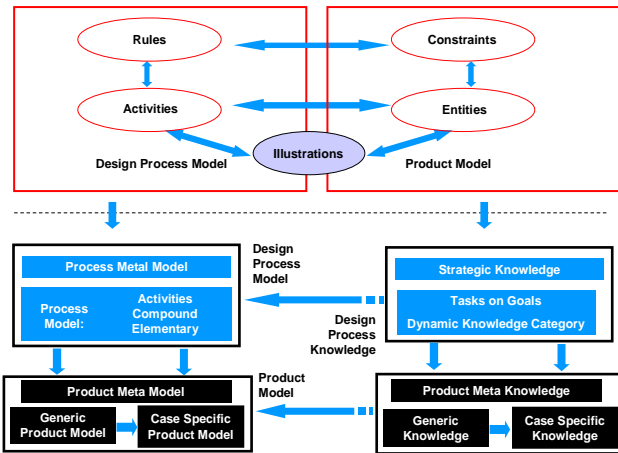 Rules
Constraints
Activities
Entities
Illustrations
Design Process Model
Product Model
Design
Process
Model
Process Metal Model
Process
Model:
Activities
Compound
Elementary
Strategic Knowledge
Tasks on Goals
Dynamic Knowledge Category
Design
Process
Knowledge
Product
Model
Product Meta Model
Generic
Product Model
Case Specific
Product Model
Product Meta Knowledge
Generic
Knowledge
Case Specific
Knowledge